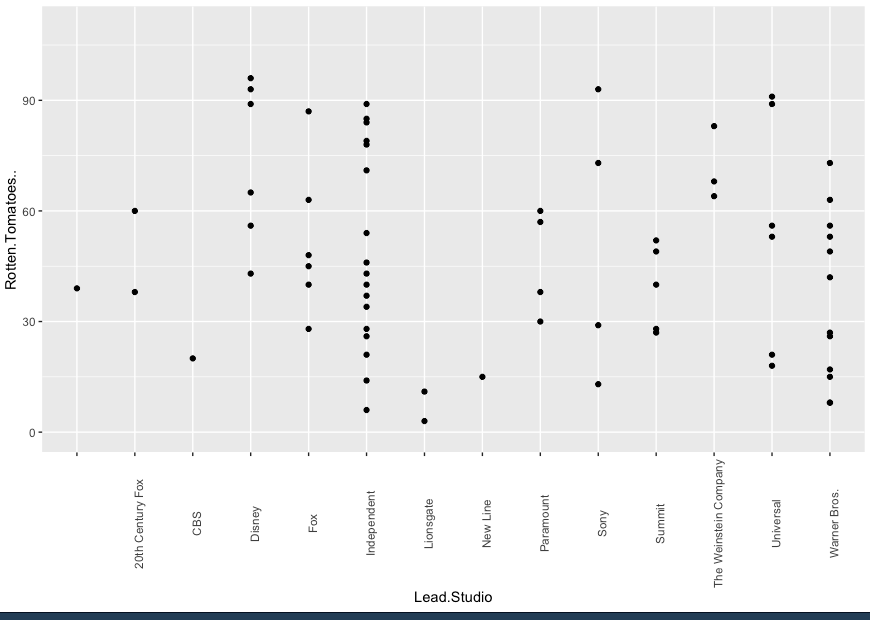 Rotten.Tomatoes..
90
60
30
0
20th Century Fox
CBS
Disney
Fox
Independent
Lionsgate
New Line
Paramount
Sony
Summit
The Weinstein Company
Universal
Warner Bros.
Lead.Studio